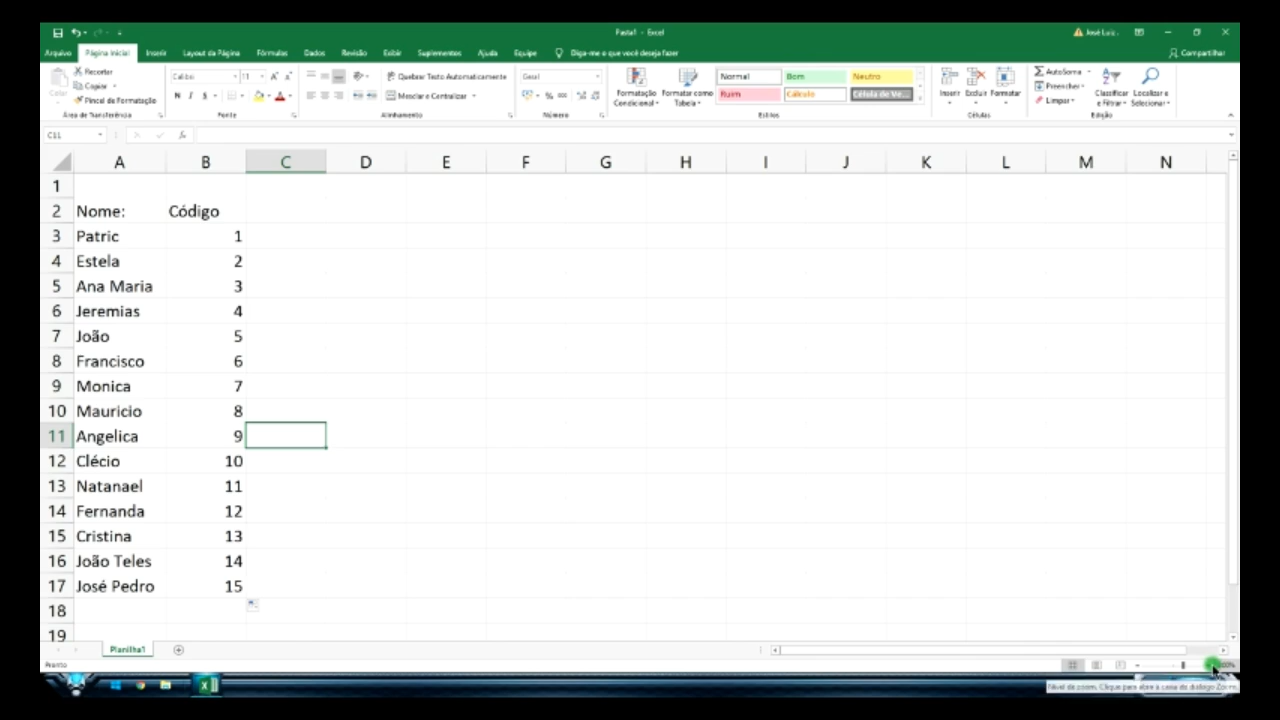 Pasta1 - Excel
José Luiz .
Arquivo Página Inicial Inserir Layout da Página Fórmulas Dados Revisão Exibir Suplementos Ajuda Equipe Diga-me o que você deseja fazer Compartilhar
Recortar
Copiar
Pincel de Formatação
Colar
Área de Transferência
Calibri 11
N I S
Fonte
Quebrar Texto Automaticamente
Mesclar e Centralizar
Alinhamento
Geral
Número
Formatação Condicional
Formatar como Tabela
Normal Bom Neutro
Ruim Cálculo Célula de Ve...
Estilos
Inserir Excluir Formatar
Células
AutoSoma
Preencher
Limpar
Classificar e Filtrar
Localizar e Selecionar
Edição
C11 fx
A B C D E F G H I J K L M N
1
2 Nome: Código
3 Patric 1
4 Estela 2
5 Ana Maria 3
6 Jeremias 4
7 João 5
8 Francisco 6
9 Monica 7
10 Mauricio 8
11 Angelica 9
12 Clécio 10
13 Natanael 11
14 Fernanda 12
15 Cristina 13
16 João Teles 14
17 José Pedro 15
18
19
Planilha1
Pronto
Nível de zoom. Clique para abrir a caixa de diálogo Zoom.